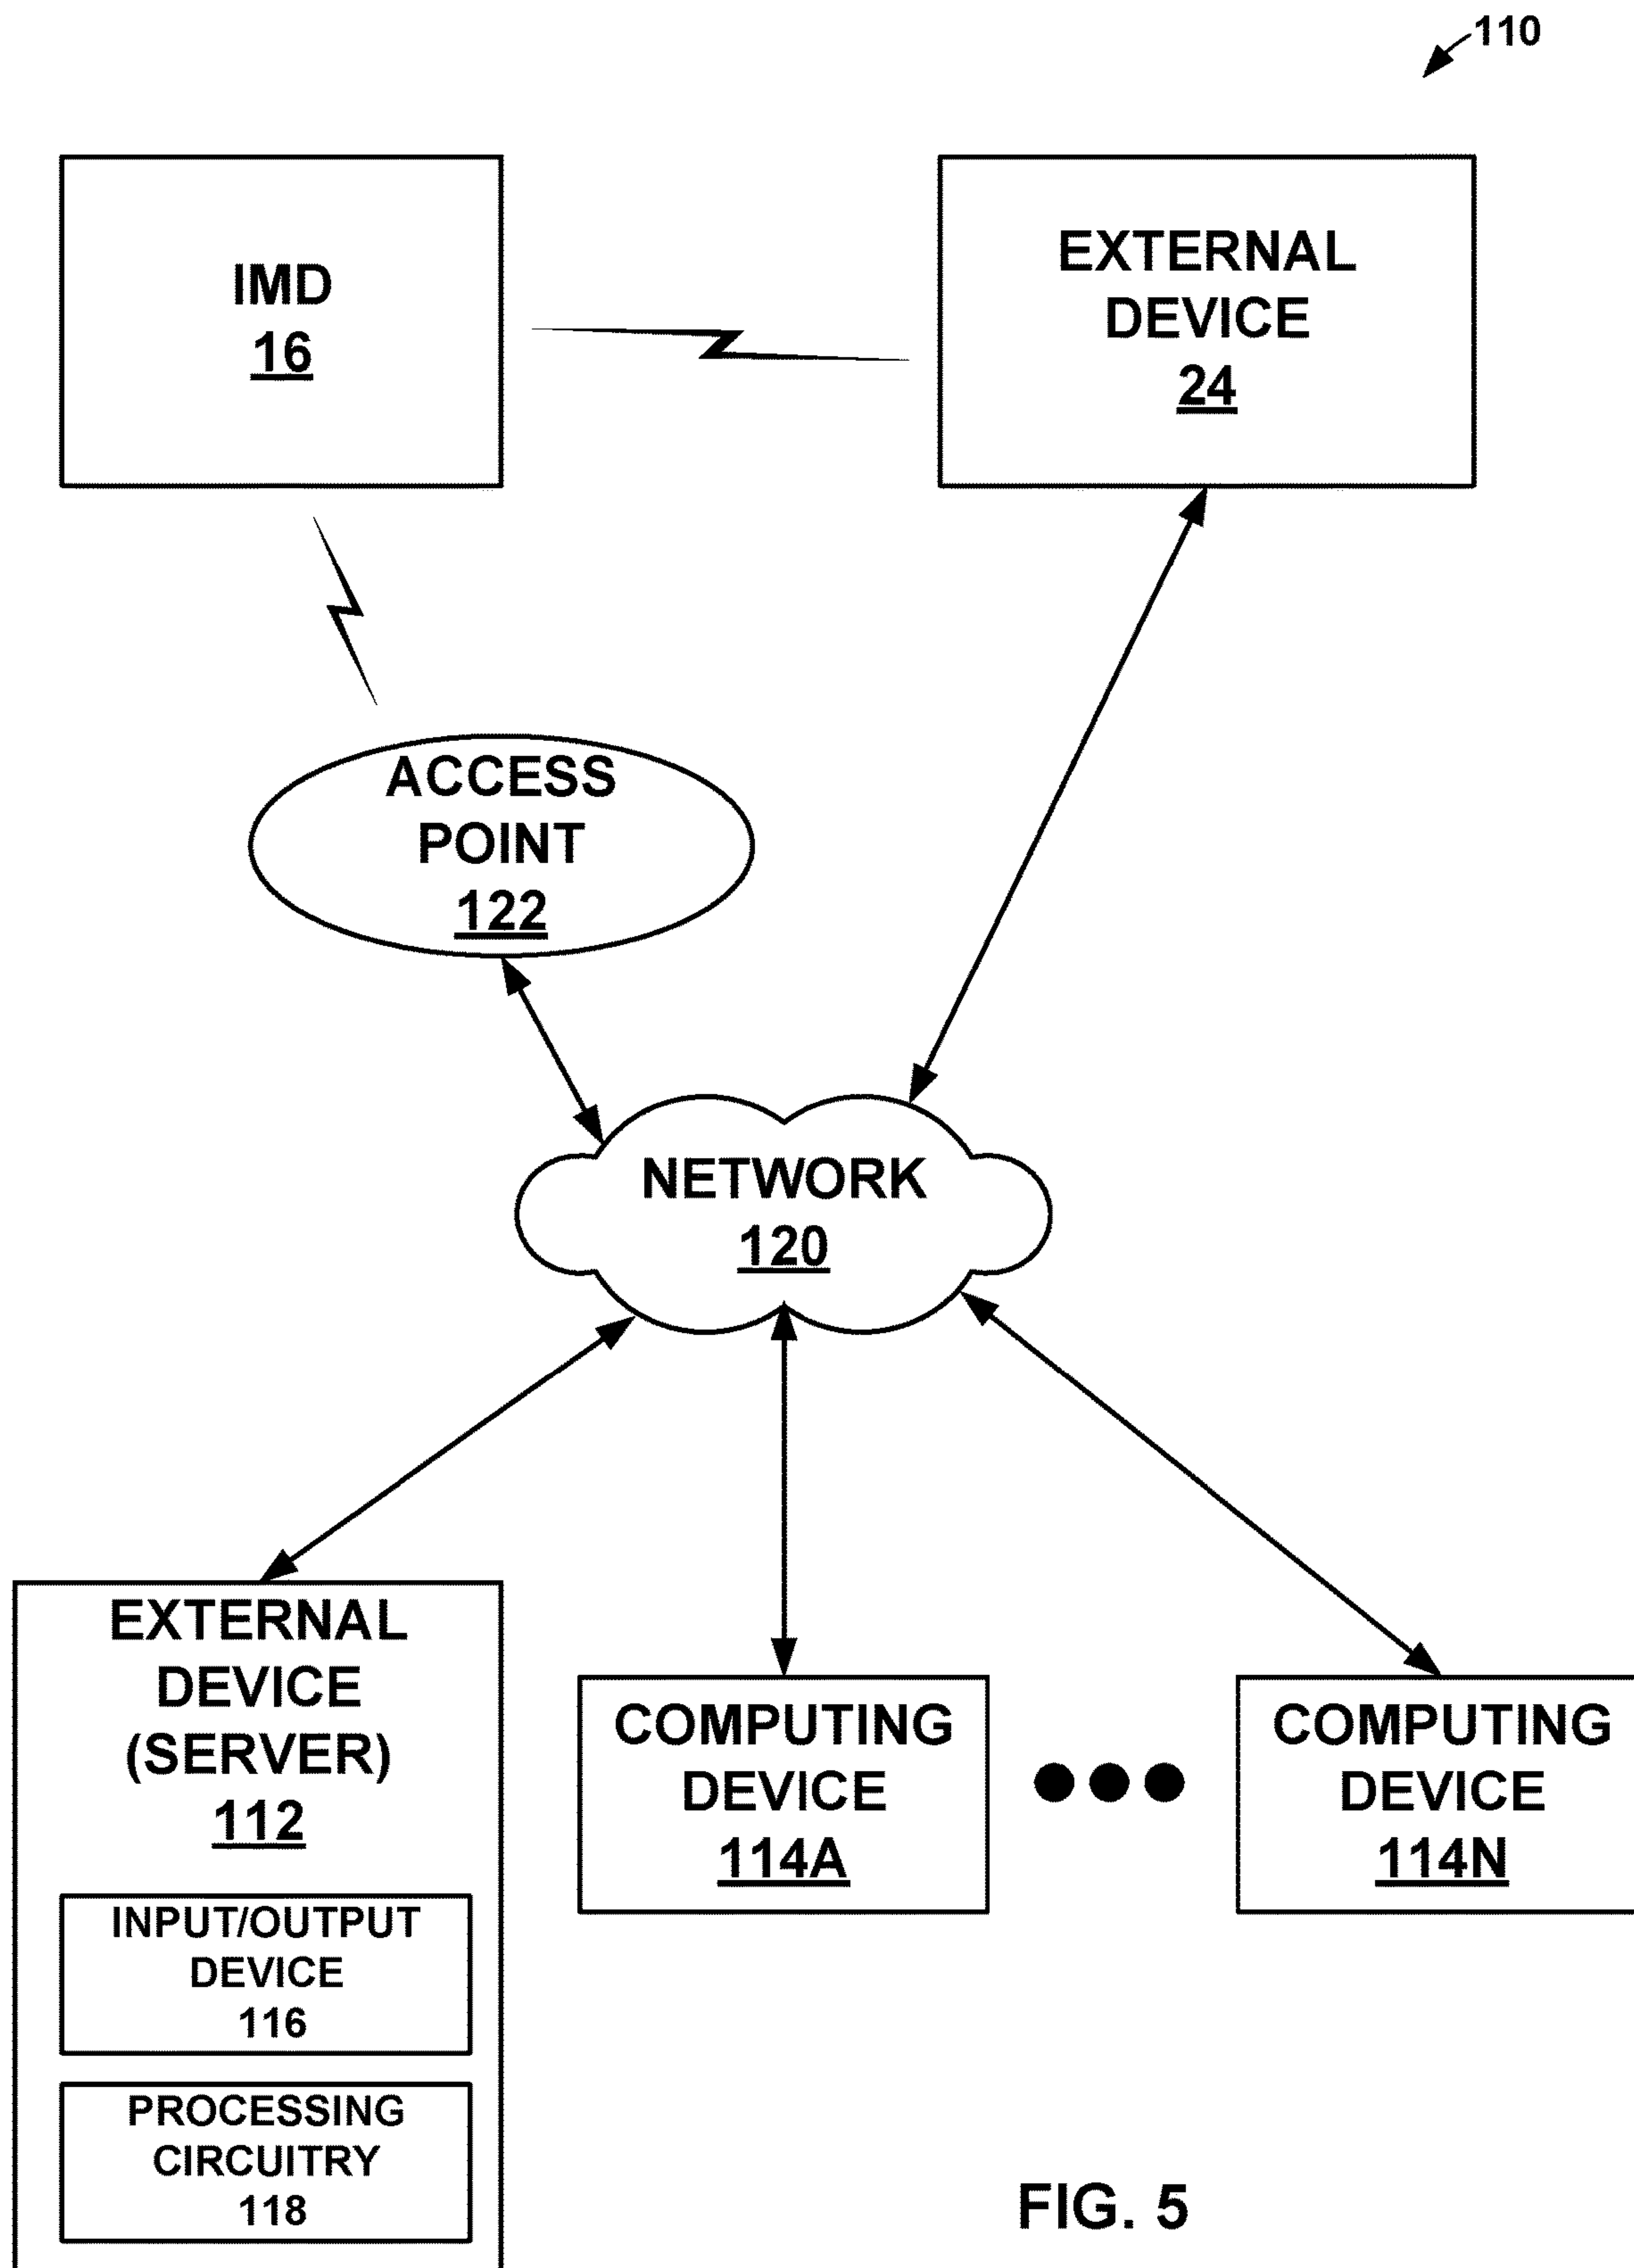 110
IMD
16
EXTERNAL
DEVICE
24
ACCESS
POINT
122
NETWORK
120
EXTERNAL
DEVICE
(SERVER)
112
INPUT/OUTPUT
DEVICE
116
PROCESSING
CIRCUITRY
118
COMPUTING
DEVICE
114A
COMPUTING
DEVICE
114N
FIG. 5